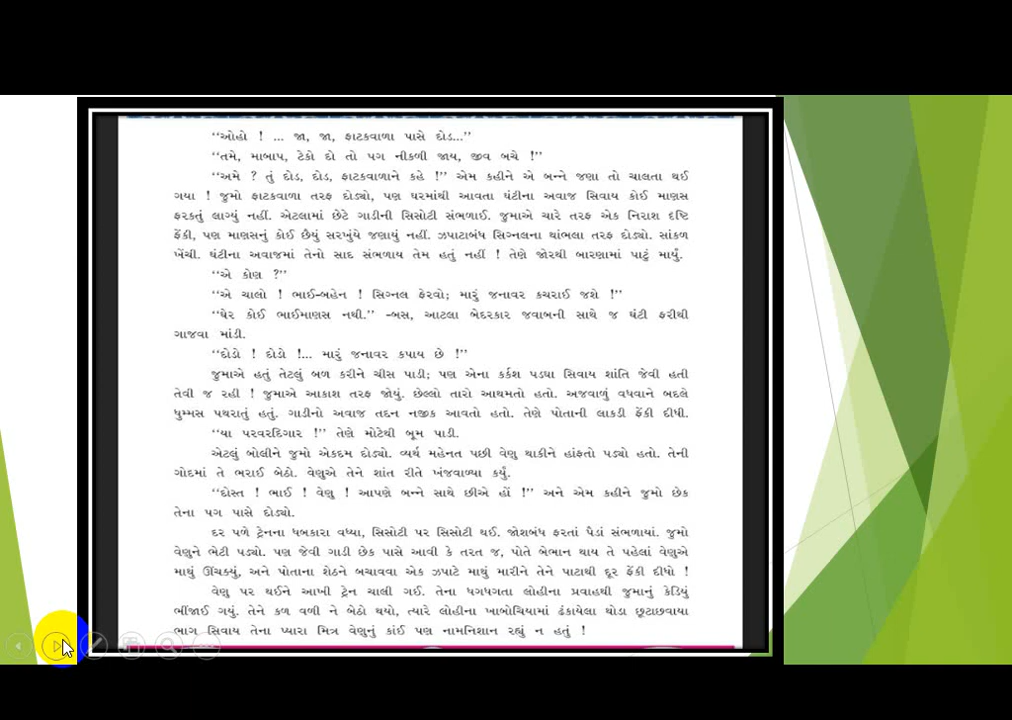 ‘‘ઓહો ! ... જા, જા, ફાટકવાળા પાસે દોડ...’’
‘‘તમે, માબાપ, ટેકો દો તો પગ નીકળી જાય, જીવ બચે !’’
‘‘અમે ? તું દોડ, દોડ, ફાટકવાળાને કહે !’’ એમ કહીને એ બન્ને જણા તો ચાલતા થઈ
ગયા ! જુમો ફાટકવાળા તરફ દોડ્યો, પણ ઘરમાંથી આવતા ઘંટીના અવાજ સિવાય કોઈ માણસ
ફરકતું લાગ્યું નહીં. એટલામાં છેટે ગાડીની સિસોટી સંભળાઈ. જુમાએ ચારે તરફ એક નિરાશ દષ્ટિ
ફેંકી, પણ માણસનું કોઈ છૈયું સરખુંયે જણાયું નહીં. ઝપાટાબંધ સિગ્નલના થાંભલા તરફ દોડ્યો. સાંકળ
ખેંચી. ઘંટીના અવાજમાં તેનો સાદ સંભળાય તેમ હતું નહીં ! તેણે જોરથી બારણામાં પાટું માર્યું.
‘‘એ કોણ ?’’
‘‘એ ચાલો ! ભાઈ-બહેન ! સિગ્નલ ફેરવો; મારું જનાવર કચરાઈ જશે !’’
‘‘ઘેર કોઈ ભાઈમાણસ નથી.’’ –બસ, આટલા બેદરકાર જવાબની સાથે જ ઘંટી ફરીથી
ગાજવા માંડી.
‘‘દોડો ! દોડો !... મારું જનાવર કપાય છે !’’
જુમાએ હતું તેટલું બળ કરીને ચીસ પાડી; પણ એના કર્કશ પડઘા સિવાય શાંતિ જેવી હતી
તેવી જ રહી ! જુમાએ આકાશ તરફ જોયું. છેલ્લો તારો આથમતો હતો. અજવાળું વધવાને બદલે
ધુમ્મસ પથરાતું હતું. ગાડીનો અવાજ તદન નજીક આવતો હતો. તેણે પોતાની લાકડી ફેંકી દીધી.
‘‘યા પરવરદિગાર !’’ તેણે મોટેથી બૂમ પાડી.
એટલું બોલીને જુમો એકદમ દોડ્યો. વ્યર્થ મહેનત પછી વેણુ થાકીને હાંફતો પડ્યો હતો. તેની
ગોદમાં તે ભરાઈ બેઠો. વેણુએ તેને શાંત રીતે ખંજવાળ્યા કર્યું.
‘‘દોસ્ત ! ભાઈ ! વેણુ ! આપણે બન્ને સાથે છીએ હોં !’’ અને એમ કહીને જુમો છેક
તેના પગ પાસે દોડ્યો.
દર પળે ટ્રેનના ધબકારા વધ્યા, સિસોટી પર સિસોટી થઈ. જોશબંધ ફરતાં પૈડાં સંભળાયાં. જુમો
વેણુને ભેટી પડ્યો. પણ જેવી ગાડી છેક પાસે આવી કે તરત જ, પોતે બેભાન થાય તે પહેલાં વેણુએ
માથું ઊંચક્યું, અને પોતાના શેઠને બચાવવા એક ઝપાટે માથું મારીને તેને પાટાથી દૂર ફેંકી દીધો !
વેણુ પર થઈને આખી ટ્રેન ચાલી ગઈ. તેના ધગધગતા લોહીના પ્રવાહથી જુમાનું કેડિયું
ભીંજાઈ ગયું. તેને કળ વળી ને બેઠો થયો, ત્યારે લોહીના ખાબોચિયામાં ઢંકાયેલા થોડા છૂટાછવાયા
ભાગ સિવાય તેના પ્યારા મિત્ર વેણુનું કાંઈ પણ નામનિશાન રહ્યું ન હતું !